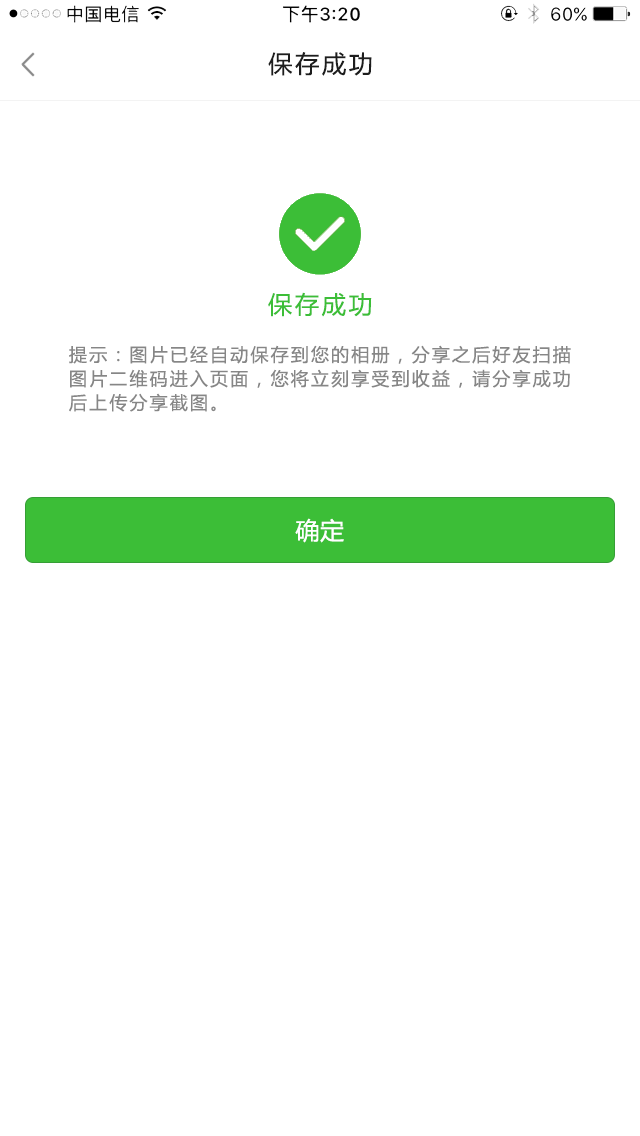 中国电信 下午3:20 60%
保存成功
保存成功
提示：图片已经自动保存到您的相册，分享之后好友扫描
图片二维码进入页面，您将立刻享受到收益，请分享成功
后上传分享截图。
确定